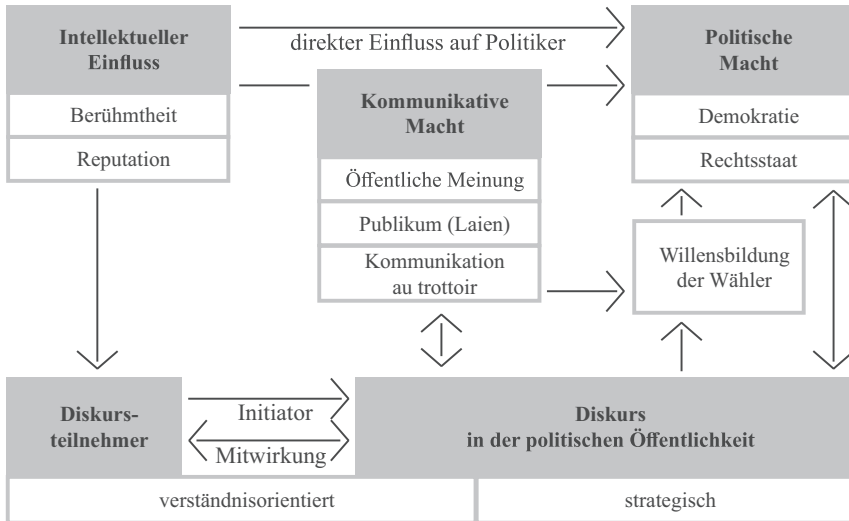 Intellektueller
Einfluss
Berühmtheit
Reputation
direkter Einfluss auf Politiker
Kommunikative
Macht
Öffentliche Meinung
Publikum (Laien)
Kommunikation
au trottoir
Politische
Macht
Demokratie
Rechtsstaat
Willensbildung
der Wähler
Diskurs-
teilnehmer
Initiator
Mitwirkung
Diskurs
in der politischen Öffentlichkeit
verständnisorientiert
strategisch